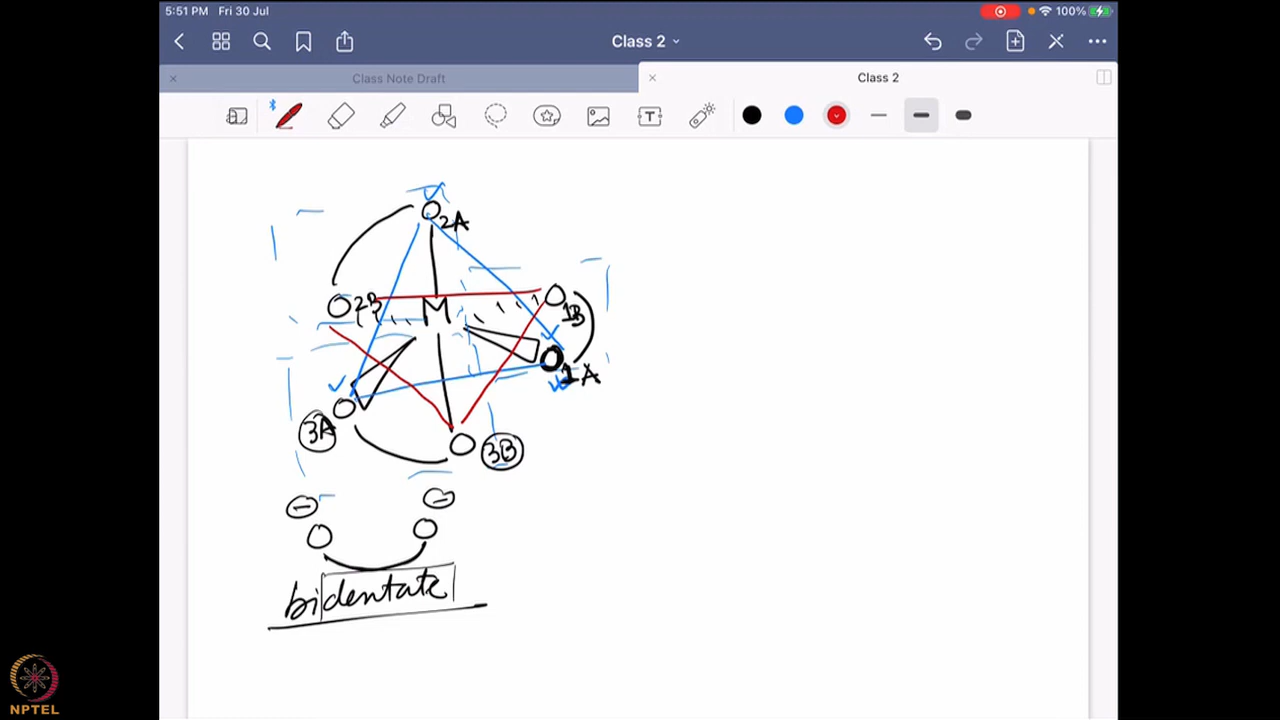 5:51 PM Fri 30 Jul
100%
Class 2
Class Note Draft
Class 2
O2A
O2B M O1B
O1A
O O
3A 3B
O O
bidentate
NPTEL